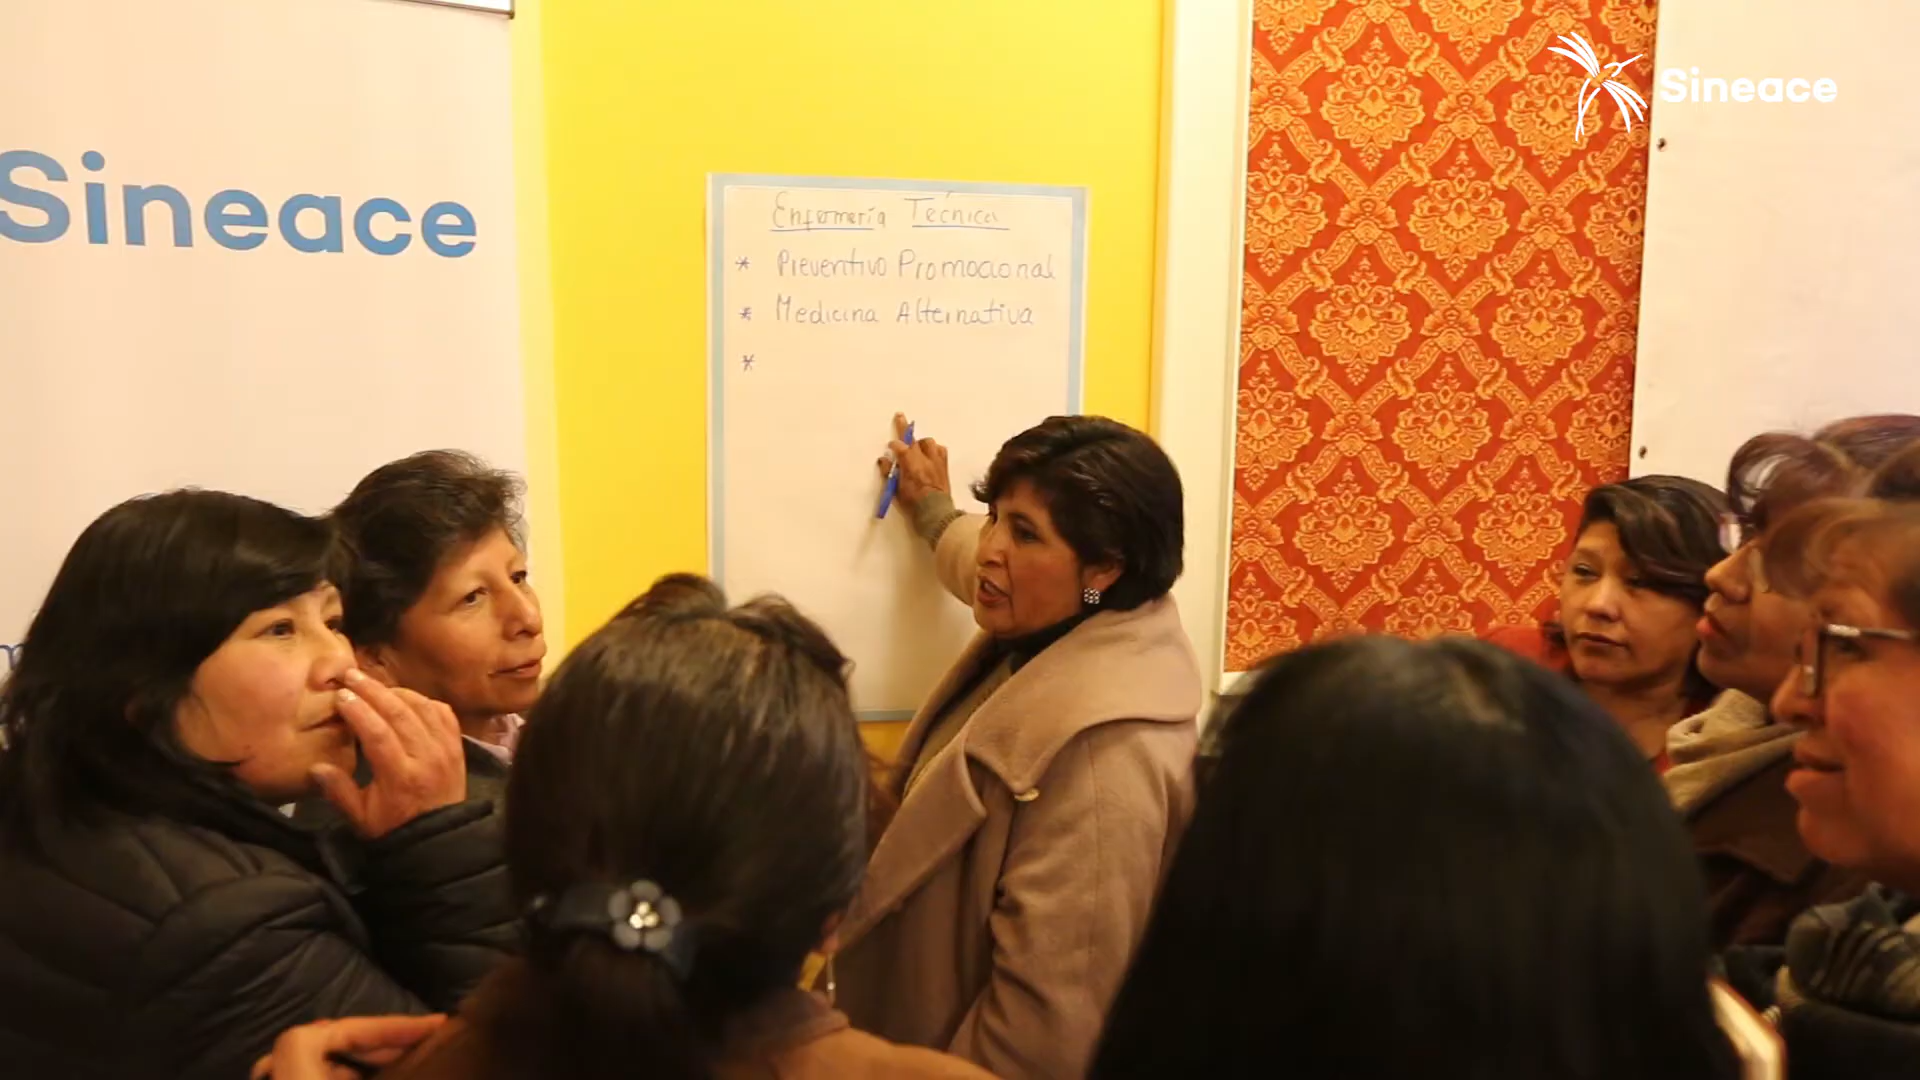 Sineace
Sineace
Enfermería Técnica
* Preventivo Promocional
* Medicina Alternativa
*